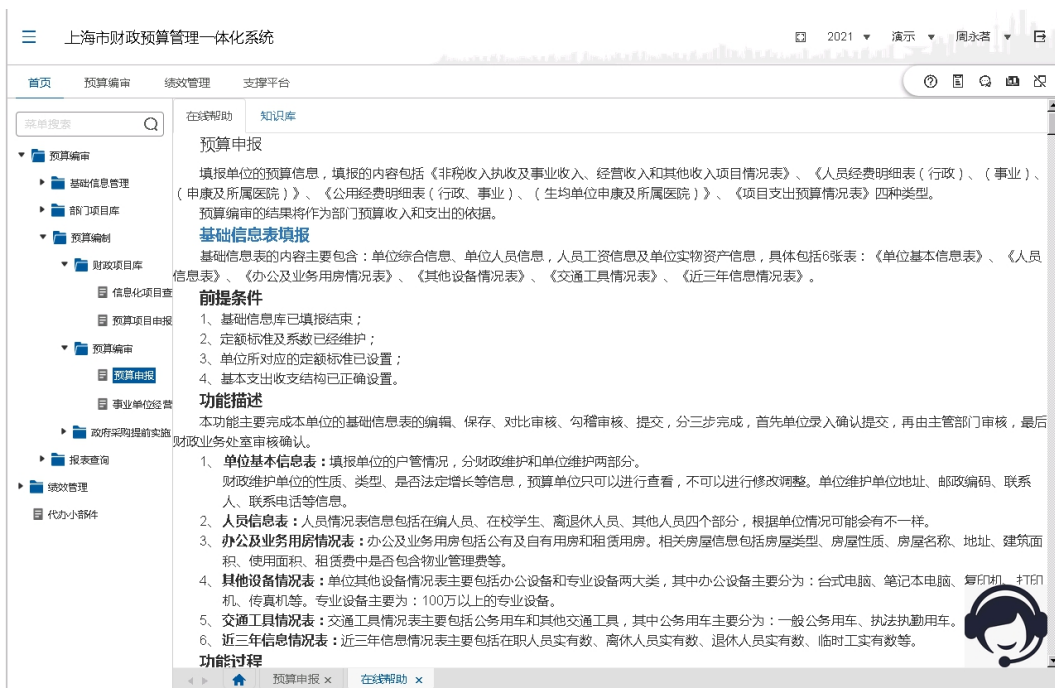 上海市财政预算管理一体化系统
2021 演示 周永茗
首页 预算编审 绩效管理 支撑平台
菜单搜索
预算编审
基础信息管理
部门项目库
预算编制
财政项目库
信息化项目查
预算项目申报
预算编审
预算申报
事业单位经营
政府采购提前实施
报表查询
绩效管理
代办小部件
在线帮助 知识库
预算申报
填报单位的预算信息，填报的内容包括《非税收入执收及事业收入、经营收入和其他收入项目情况表》、《人员经费明细表（行政）、（事业）、
（申康及所属医院）》、《公用经费明细表（行政、事业）、（生均单位申康及所属医院）》、《项目支出预算情况表》四种类型。
预算编审的结果将作为部门预算收入和支出的依据。
基础信息表填报
基础信息表的内容主要包含：单位综合信息、单位人员信息，人员工资信息及单位实物资产信息，具体包括6张表：《单位基本信息表》、《人员
信息表》、《办公及业务用房情况表》、《其他设备情况表》、《交通工具情况表》、《近三年信息情况表》。
前提条件
1、基础信息库已填报结束；
2、定额标准及系数已经维护；
3、单位所对应的定额标准已设置；
4、基本支出收支结构已正确设置。
功能描述
本功能主要完成本单位的基础信息表的编辑、保存、对比审核、勾稽审核、提交，分三步完成，首先单位录入确认提交，再由主管部门审核，最后
财政业务处室审核确认。
1、单位基本信息表：填报单位的户管情况，分财政维护和单位维护两部分。
财政维护单位的性质、类型、是否法定增长等信息，预算单位只可以进行查看，不可以进行修改调整。单位维护单位地址、邮政编码、联系
人、联系电话等信息。
2、人员信息表：人员情况表信息包括在编人员、在校学生、离退休人员、其他人员四个部分，根据单位情况可能会有不一样。
3、办公及业务用房情况表：办公及业务用房包括公有及自有用房和租赁用房。相关房屋信息包括房屋类型、房屋性质、房屋名称、地址、建筑面
积、使用面积、租赁费中是否包含物业管理费等。
4、其他设备情况表：单位其他设备情况表主要包括办公设备和专业设备两大类，其中办公设备主要分为：台式电脑、笔记本电脑、复印机、打印
机、传真机等。专业设备主要为：100万以上的专业设备。
5、交通工具情况表：交通工具情况表主要包括公务用车和其他交通工具，其中公务用车主要分为：一般公务用车、执法执勤用车。
6、近三年信息情况表：近三年信息情况表主要包括在职人员实有数、离休人员实有数、退休人员实有数、临时工实有数等。
功能过程
预算申报 × 在线帮助 ×